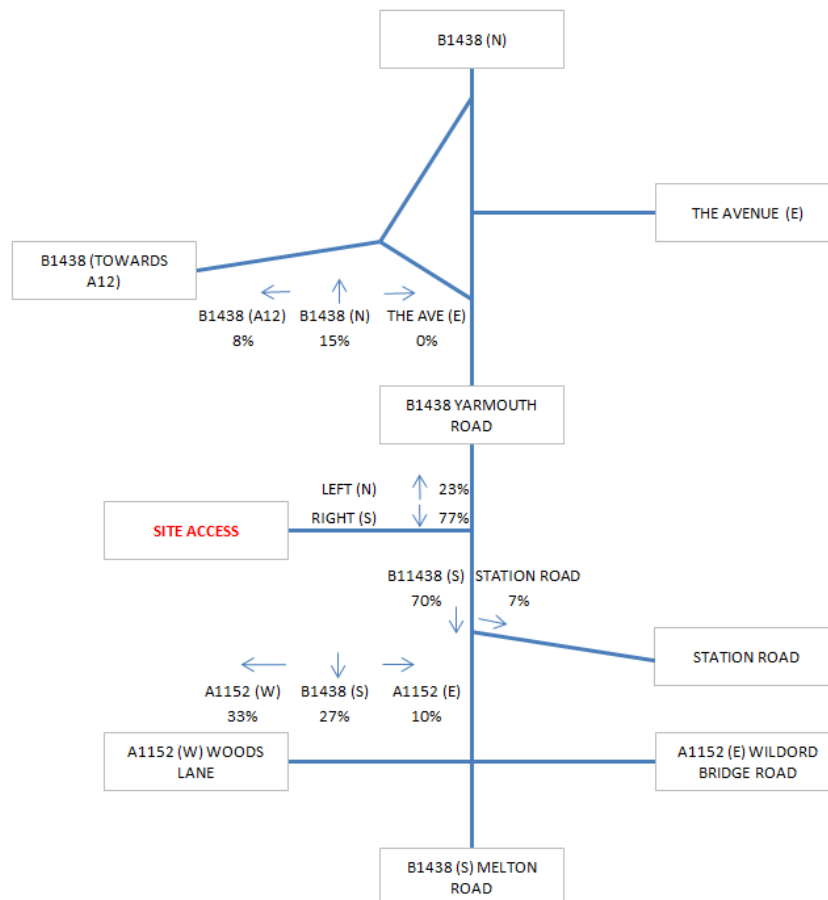 B1438 (N)
THE AVENUE (E)
B1438 (TOWARDS
A12)
B1438 (A12) B1438 (N) THE AVE (E)
8% 15% 0%
B1438 YARMOUTH
ROAD
LEFT (N) 23%
RIGHT (S) 77%
SITE ACCESS
B11438 (S) STATION ROAD
70% 7%
STATION ROAD
A1152 (W) B1438 (S) A1152 (E)
33% 27% 10%
A1152 (W) WOODS
LANE
A1152 (E) WILDORD
BRIDGE ROAD
B1438 (S) MELTON
ROAD